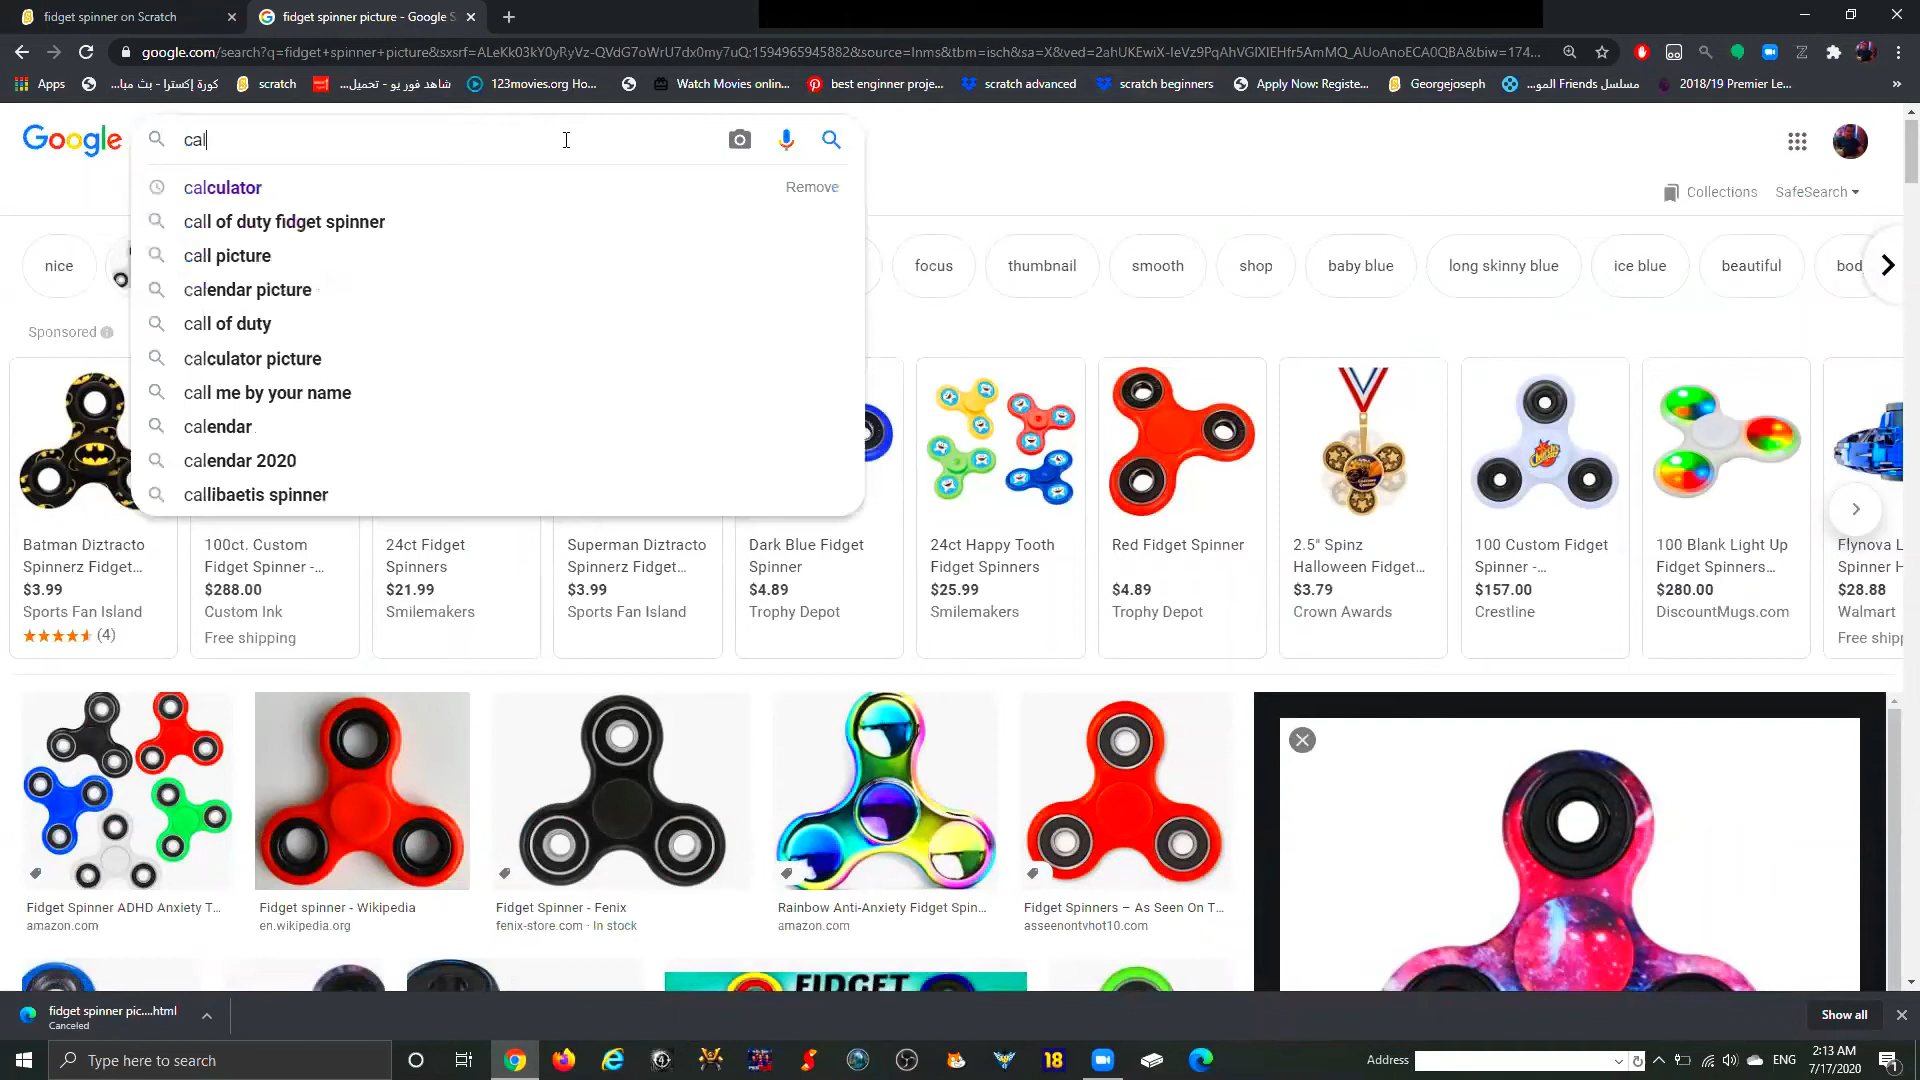 fidget spinner on Scratch
fidget spinner picture - Google S
google.com/search?q=fidget+spinner+picture&sxsrf=ALeKk03kY0yRyVz-QVdG7oWrU7dx0my7uQ:1594965945882&source=lnms&tbm=isch&sa=X&ved=2ahUKEwiX-IeVz9PqAhVGlXIEHfr5AmMQ_AUoAnoECA0QBA&biw=174...
Apps
كورة إكسترا - بث مبا...
scratch
شاهد فور يو - تحميل...
123movies.org Ho...
Watch Movies onlin...
best enginner proje...
scratch advanced
scratch beginners
Apply Now: Registe...
Georgejoseph
مسلسل Friends المو...
2018/19 Premier Le...
»
Google
cal
calculator
Remove
call of duty fidget spinner
call picture
calendar picture
call of duty
calculator picture
call me by your name
calendar
calendar 2020
callibaetis spinner
Collections
SafeSearch
nice
focus
thumbnail
smooth
shop
baby blue
long skinny blue
ice blue
beautiful
bod
Sponsored
Batman Diztracto
Spinnerz Fidget...
$3.99
Sports Fan Island
(4)
100ct. Custom
Fidget Spinner -...
$288.00
Custom Ink
Free shipping
24ct Fidget
Spinners
$21.99
Smilemakers
Superman Diztracto
Spinnerz Fidget...
$3.99
Sports Fan Island
Dark Blue Fidget
Spinner
$4.89
Trophy Depot
24ct Happy Tooth
Fidget Spinners
$25.99
Smilemakers
Red Fidget Spinner
$4.89
Trophy Depot
2.5" Spinz
Halloween Fidget...
$3.79
Crown Awards
100 Custom Fidget
Spinner -...
$157.00
Crestline
100 Blank Light Up
Fidget Spinners...
$280.00
DiscountMugs.com
Flynova L
Spinner H
$28.88
Walmart
Free shipp
Fidget Spinner ADHD Anxiety T...
amazon.com
Fidget spinner - Wikipedia
en.wikipedia.org
Fidget Spinner - Fenix
fenix-store.com · In stock
Rainbow Anti-Anxiety Fidget Spin...
amazon.com
Fidget Spinners – As Seen On T...
asseenontvhot10.com
FIDGET
fidget spinner pic....html
Canceled
Show all
Type here to search
18
Address
ENG
2:13 AM
7/17/2020
1